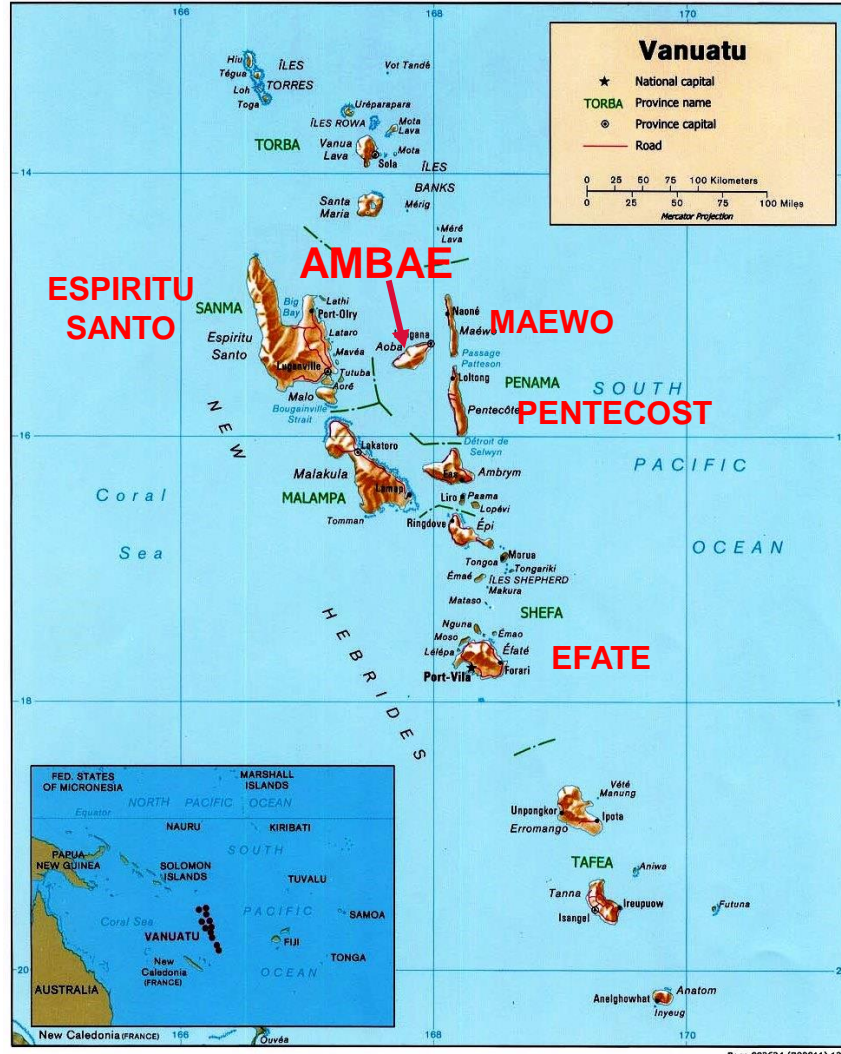 166
168
170
Vanuatu
National capital
TORBA Province name
Province capital
Road
0 25 50 75 100 Kilometers
0 25 50 75 100 Miles
Mercator Projection
Hiu
Tégua
Loh
Toga
ÎLES
TORRES
Vot Tandé
Uréparapara
ÎLES ROWA
Mota
Lava
TORBA
Vanua
Lava
Sola
Mota
14
ÎLES
BANKS
Santa
Maria
Mérig
Méré
Lava
AMBAE
ESPIRITU
SANTO
SANMA
Big
Bay
Lathi
Port-Olry
Espiritu
Santo
Lataro
Mavéa
Luganville
Tutuba
Aoré
Malo
Bougainville
Strait
Aoba
Naoné
Maéwo
MAEWO
Passage
Patteson
Loltong
PENAMA
Pentecôte
PENTECOST
SOUTH
PACIFIC
OCEAN
16
Détroit de
Selwyn
NEW
HEBRIDES
Coral
Sea
Lakatoro
Malakula
MALAMPA
Lamap
Tomman
Eas
Ambrym
Liro
Paama
Lopévi
Ringdove
Épi
Morua
Tongoa
Tongariki
Émaé
ÎLES SHEPHERD
Makura
Mataso
SHEFA
Nguna
Émao
Moso
Lélépa
Éfaté
EFATE
Port-Vila
Forari
18
Vété
Manung
Unpongkor
Ipota
Erromango
TAFEA
Aniwa
Tanna
Ireupuow
Isangel
Futuna
20
Anelghowhat
Anatom
Inyeug
FED. STATES
OF MICRONESIA
MARSHALL
ISLANDS
NORTH PACIFIC OCEAN
Equator
NAURU
KIRIBATI
PAPUA
NEW GUINEA
SOLOMON
ISLANDS
SOUTH
TUVALU
Coral Sea
PACIFIC
SAMOA
VANUATU
FIJI
New
Caledonia
(FRANCE)
TONGA
OCEAN
AUSTRALIA
New Caledonia (FRANCE)
166
Ouvéa
168
170